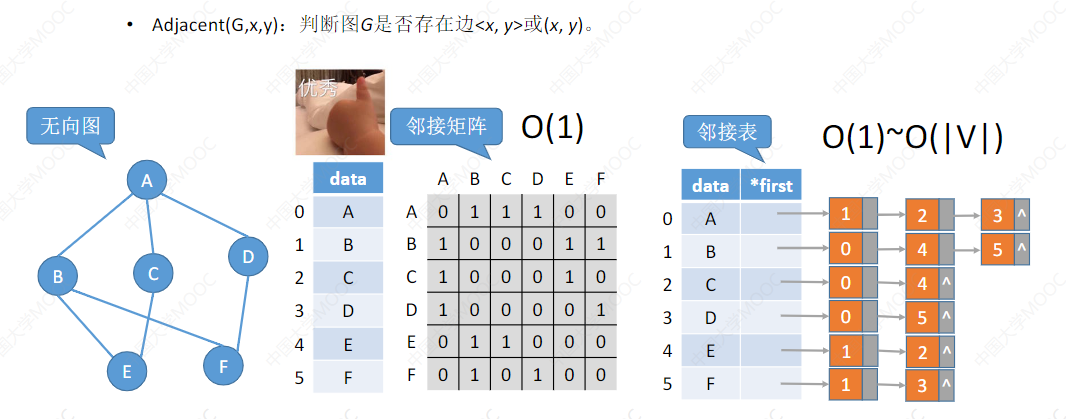 • Adjacent(G,x,y)：判断图G是否存在边<x, y>或(x, y)。
优秀
无向图
邻接矩阵
O(1)
邻接表
O(1)~O(|V|)
A
B
C
D
E
F
data
0 A
1 B
2 C
3 D
4 E
5 F
A B C D E F
A 0 1 1 1 0 0
B 1 0 0 0 1 1
C 1 0 0 0 1 0
D 1 0 0 0 0 1
E 0 1 1 0 0 0
F 0 1 0 1 0 0
data *first
0 A 1 2 3 ^
1 B 0 4 5 ^
2 C 0 4 ^
3 D 0 5 ^
4 E 1 2 ^
5 F 1 3 ^
中国大学MOOC